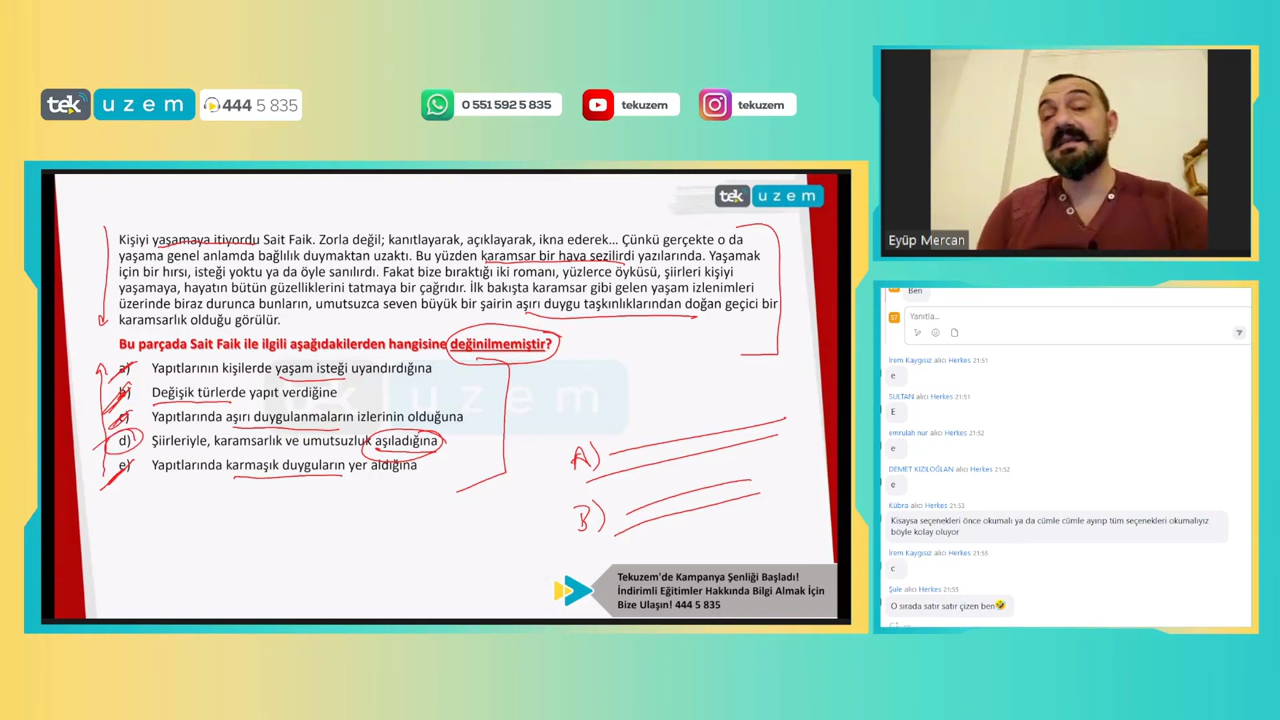 tek uzem 444 5 835
0 551 592 5 835
tekuzem
tekuzem
tek uzem
Kişiyi yaşamaya itiyordu Sait Faik. Zorla değil; kanıtlayarak, açıklayarak, ikna ederek... Çünkü gerçekte o da
yaşama genel anlamda bağlılık duymaktan uzaktı. Bu yüzden karamsar bir hava sezilirdi yazılarında. Yaşamak
için bir hırsı, isteği yoktu ya da öyle sanılırdı. Fakat bize bıraktığı iki romanı, yüzlerce öyküsü, şiirleri kişiyi
yaşamaya, hayatın bütün güzelliklerini tatmaya bir çağrıdır. İlk bakışta karamsar gibi gelen yaşam izlenimleri
üzerinde biraz durunca bunların, umutsuzca seven büyük bir şairin aşırı duygu taşkınlıklarından doğan geçici bir
karamsarlık olduğu görülür.
Bu parçada Sait Faik ile ilgili aşağıdakilerden hangisine değinilmemiştir?
a) Yapıtlarının kişilerde yaşam isteği uyandırdığına
b) Değişik türlerde yapıt verdiğine
c) Yapıtlarında aşırı duygulanmaların izlerinin olduğuna
d) Şiirleriyle, karamsarlık ve umutsuzluk aşıladığına
e) Yapıtlarında karmaşık duyguların yer aldığına
A)
B)
Tekuzem'de Kampanya Şenliği Başladı!
İndirimli Eğitimler Hakkında Bilgi Almak İçin
Bize Ulaşın! 444 5 835
Eyüp Mercan
Ben
Yanıtla...
İrem Kaygısız alıcı Herkes 21:51
e
SULTAN alıcı Herkes 21:51
E
emrulah nur alıcı Herkes 21:52
e
DEMET KIZILOĞLAN alıcı Herkes 21:52
e
Kübra alıcı Herkes 21:53
Kisaysa seçenekleri önce okumalı ya da cümle cümle ayırıp tüm seçenekleri okumalıyız
böyle kolay oluyor
İrem Kaygısız alıcı Herkes 21:55
c
Şule alıcı Herkes 21:55
O sırada satır satır çizen ben🤣